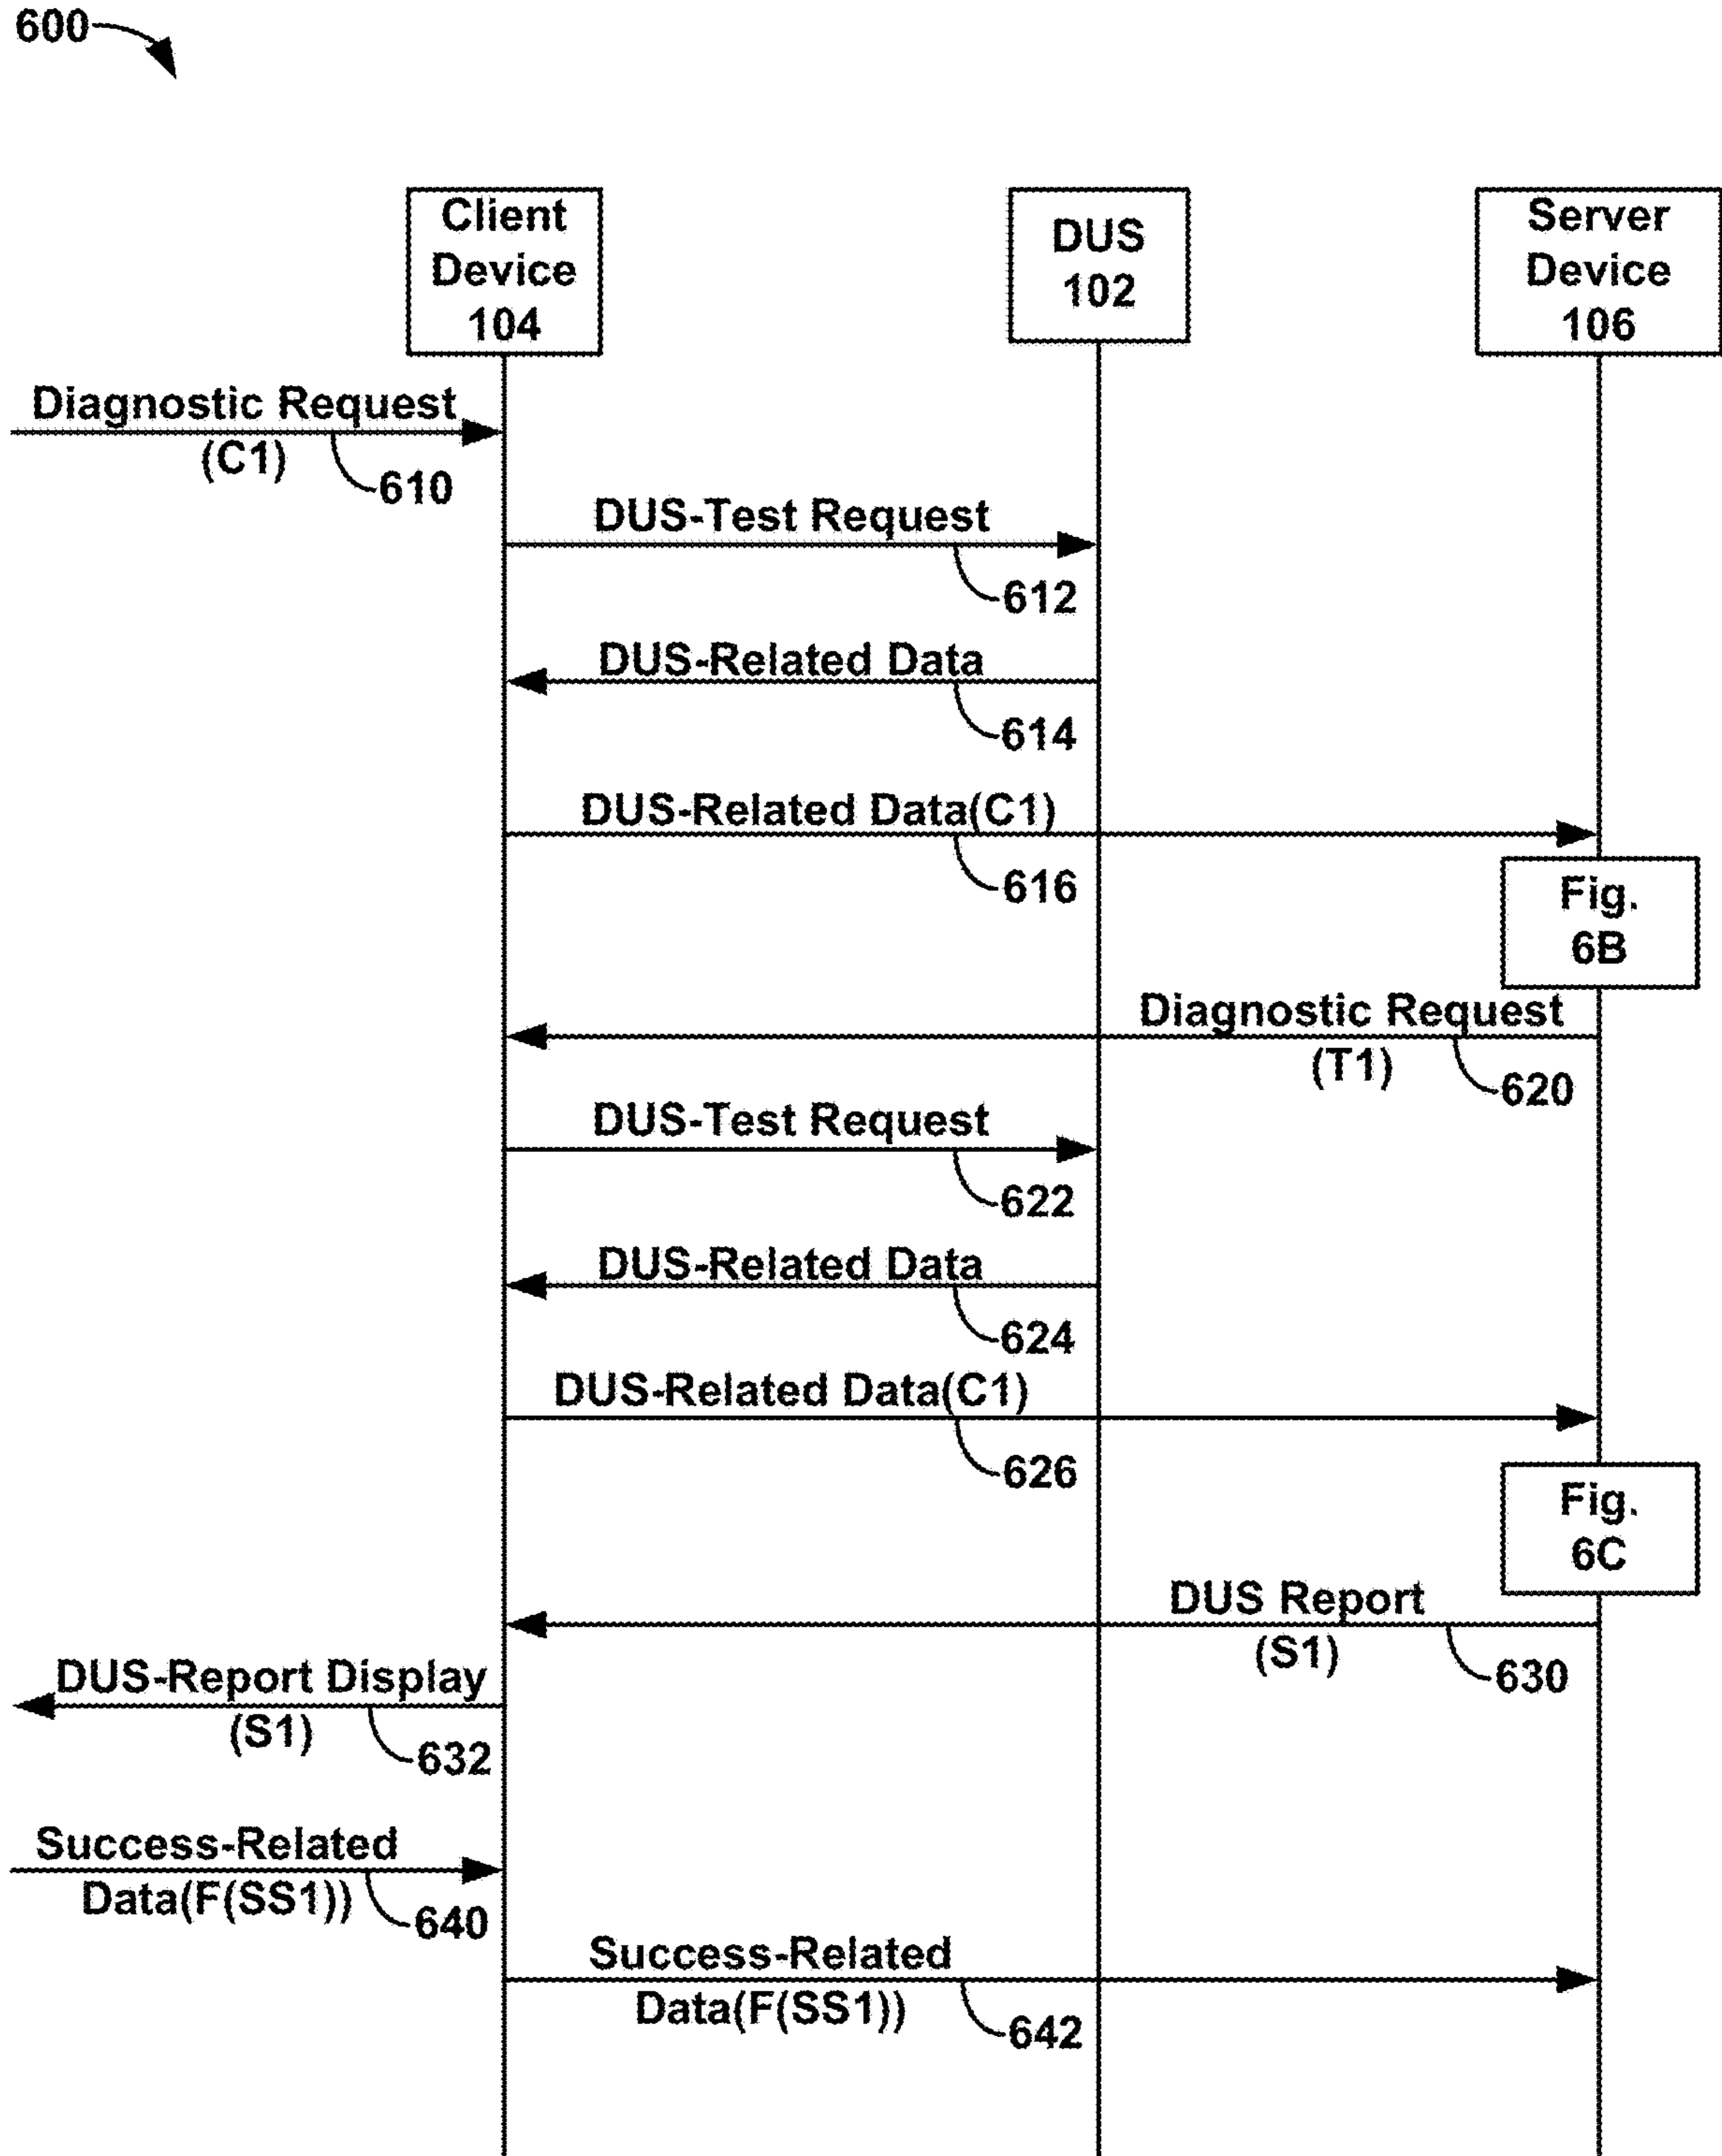 600
Client
Device
104
DUS
102
Server
Device
106
Diagnostic Request
(C1)
610
DUS-Test Request
612
DUS-Related Data
614
DUS-Related Data(C1)
616
Fig.
6B
Diagnostic Request
(T1)
620
DUS-Test Request
622
DUS-Related Data
624
DUS-Related Data(C1)
626
Fig.
6C
DUS Report
(S1)
630
DUS-Report Display
(S1)
632
Success-Related
Data(F(SS1))
640
Success-Related
Data(F(SS1))
642